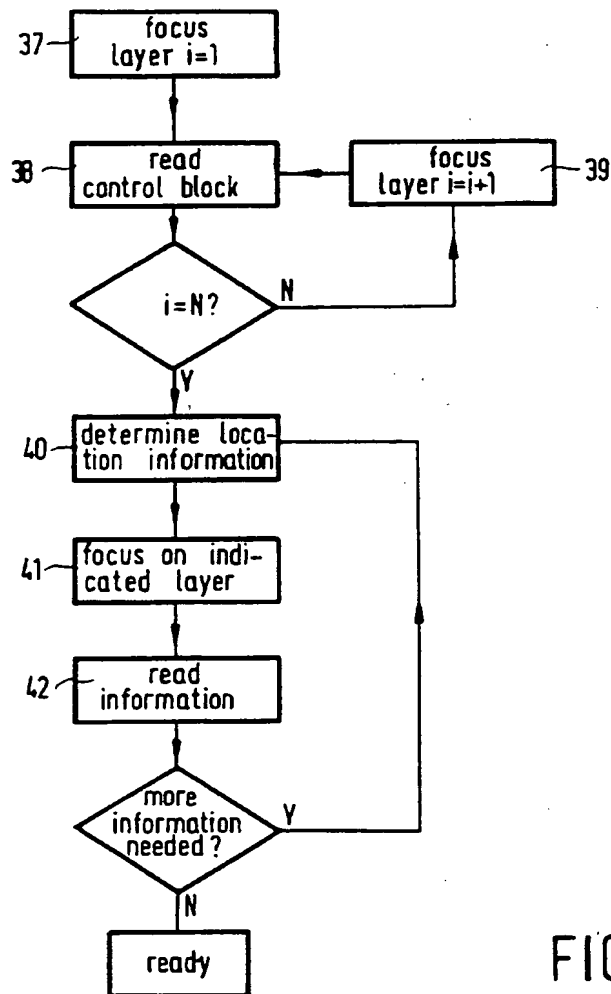 37
focus
layer i=1
38
read
control block
focus
layer i=i+1
39
i=N?
N
Y
40
determine loca-
tion information
41
focus on indi-
cated layer
42
read
information
more
information
needed?
Y
N
ready
FIG